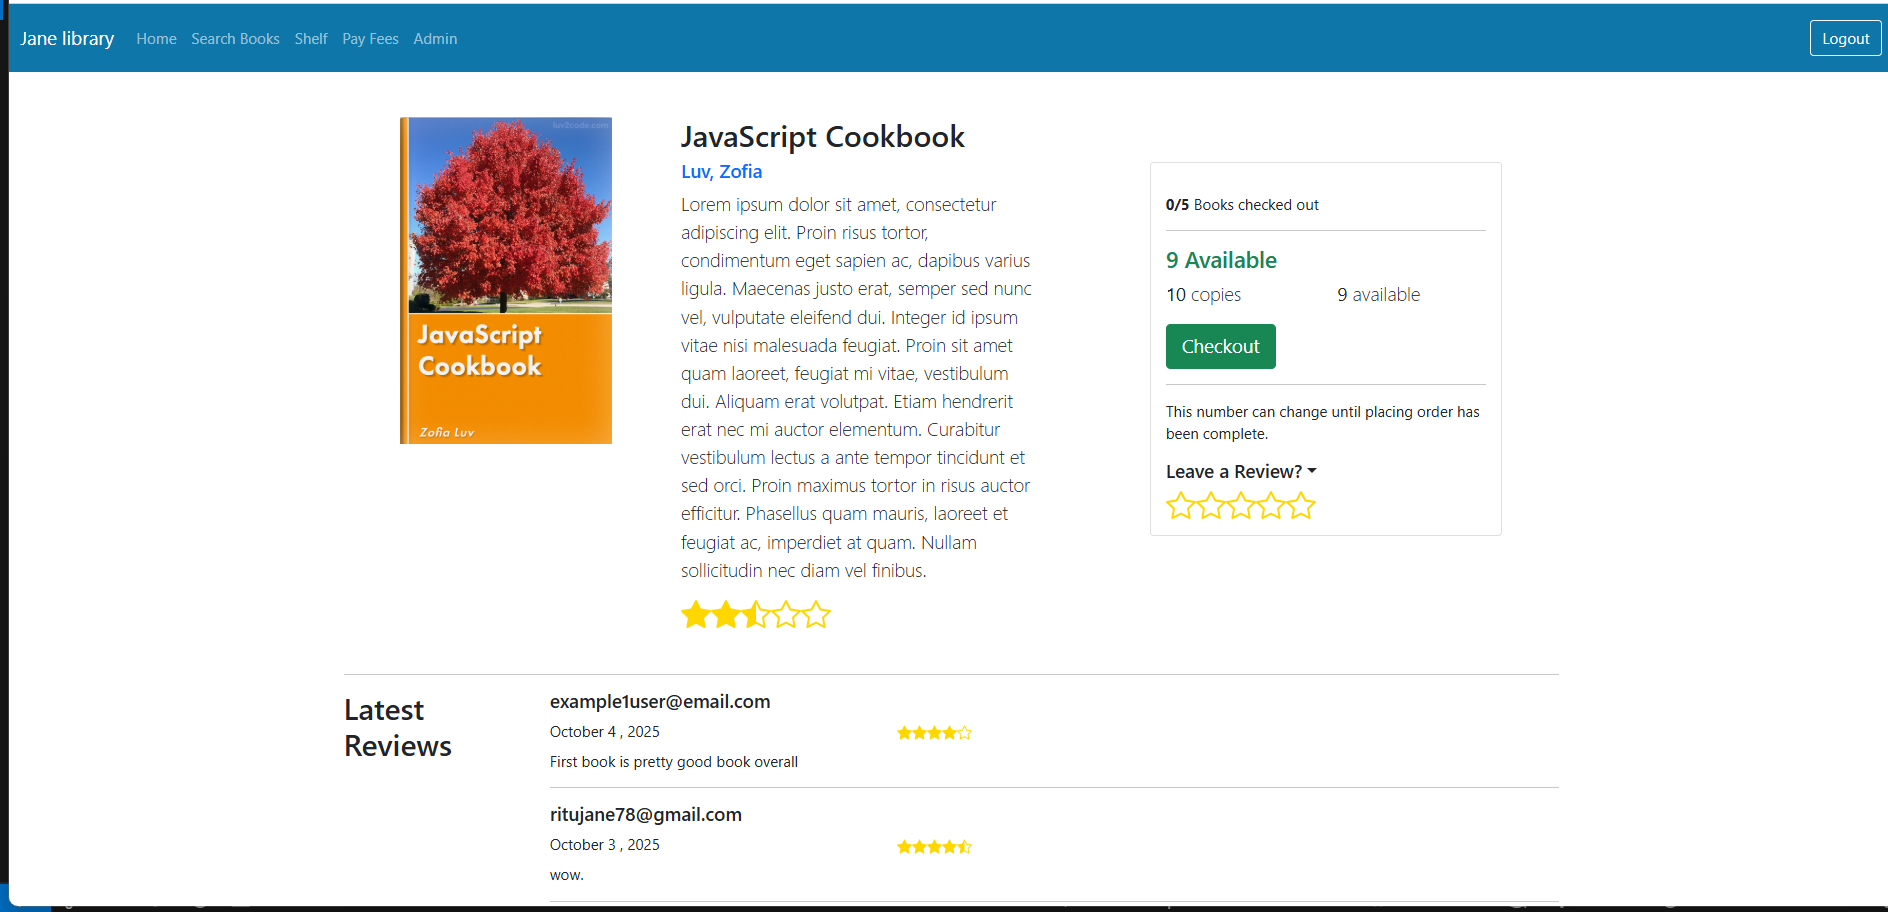 Jane library Home Search Books Shelf Pay Fees Admin Logout
luv2code.com
JavaScript
Cookbook
Zofia Luv
JavaScript Cookbook
Luv, Zofia
Lorem ipsum dolor sit amet, consectetur
adipiscing elit. Proin risus tortor,
condimentum eget sapien ac, dapibus varius
ligula. Maecenas justo erat, semper sed nunc
vel, vulputate eleifend dui. Integer id ipsum
vitae nisi malesuada feugiat. Proin sit amet
quam laoreet, feugiat mi vitae, vestibulum
dui. Aliquam erat volutpat. Etiam hendrerit
erat nec mi auctor elementum. Curabitur
vestibulum lectus a ante tempor tincidunt et
sed orci. Proin maximus tortor in risus auctor
efficitur. Phasellus quam mauris, laoreet et
feugiat ac, imperdiet at quam. Nullam
sollicitudin nec diam vel finibus.
0/5 Books checked out
9 Available
10 copies 9 available
Checkout
This number can change until placing order has
been complete.
Leave a Review?
Latest
Reviews
example1user@email.com
October 4 , 2025
First book is pretty good book overall
ritujane78@gmail.com
October 3 , 2025
wow.